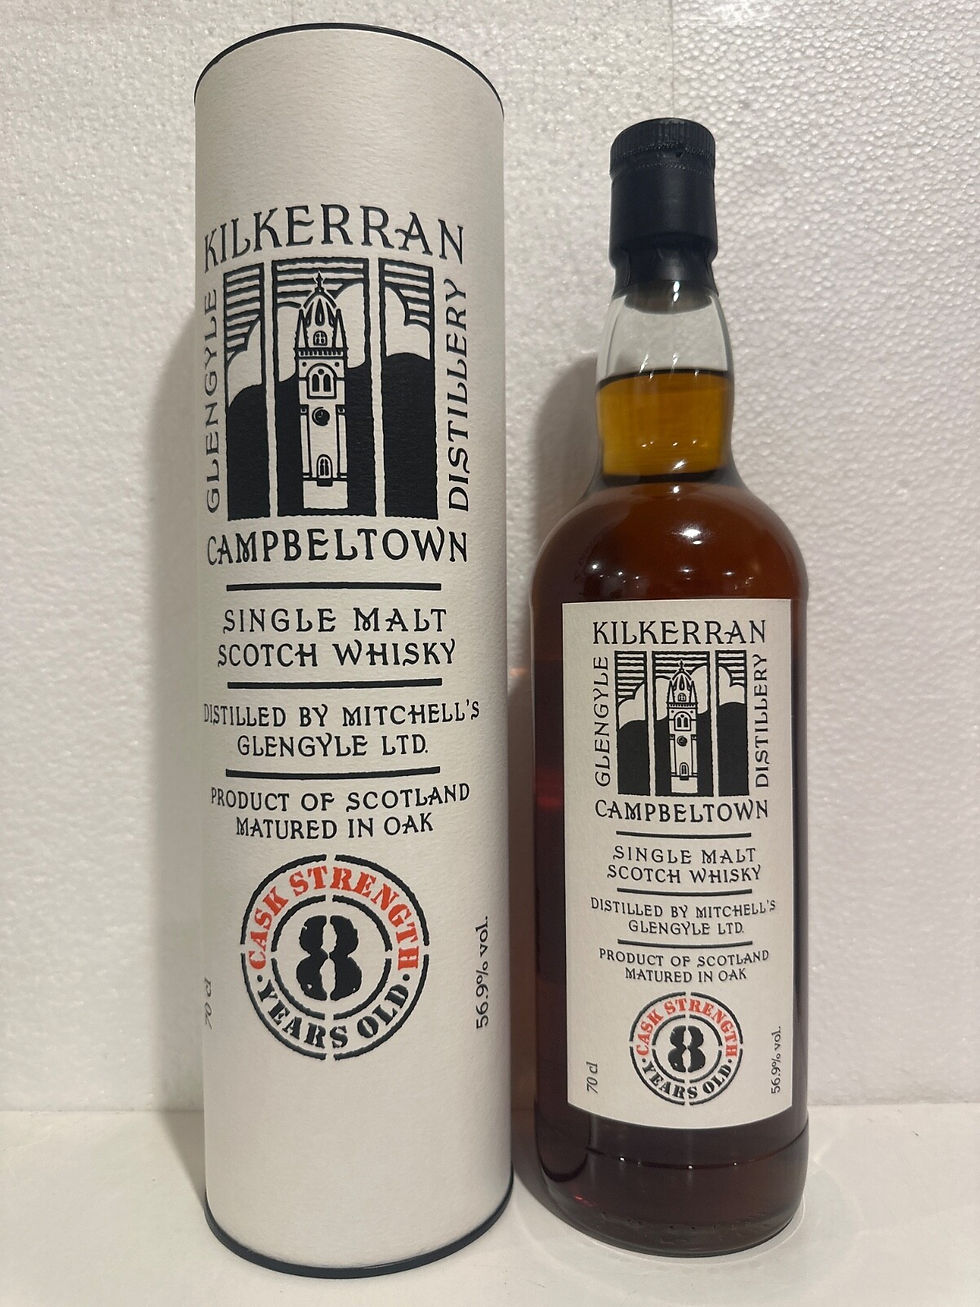 KILKERRAN
GLENGYLE
DISTILLERY
CAMPBELTOWN
SINGLE MALT
SCOTCH WHISKY
DISTILLED BY MITCHELL'S
GLENGYLE LTD.
PRODUCT OF SCOTLAND
MATURED IN OAK
CASK STRENGTH
8
·YEARS OLD·
70 cl
56.9% vol.
KILKERRAN
GLENGYLE
DISTILLERY
CAMPBELTOWN
SINGLE MALT
SCOTCH WHISKY
DISTILLED BY MITCHELL'S
GLENGYLE LTD.
PRODUCT OF SCOTLAND
MATURED IN OAK
CASK STRENGTH
8
·YEARS OLD·
70 cl
56.9% vol.